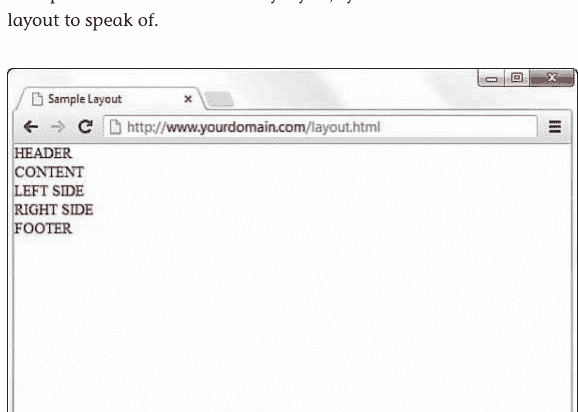 layout to speak of.
Sample Layout
http://www.yourdomain.com/layout.html
HEADER
CONTENT
LEFT SIDE
RIGHT SIDE
FOOTER